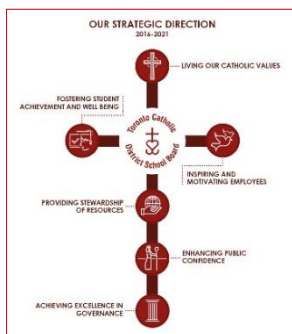 OUR STRATEGIC DIRECTION
2016-2021
LIVING OUR CATHOLIC VALUES
FOSTERING STUDENT
ACHIEVEMENT AND WELL BEING
Toronto Catholic
District School Board
INSPIRING AND
MOTIVATING EMPLOYEES
PROVIDING STEWARDSHIP
OF RESOURCES
ENHANCING PUBLIC
CONFIDENCE
ACHIEVING EXCELLENCE IN
GOVERNANCE